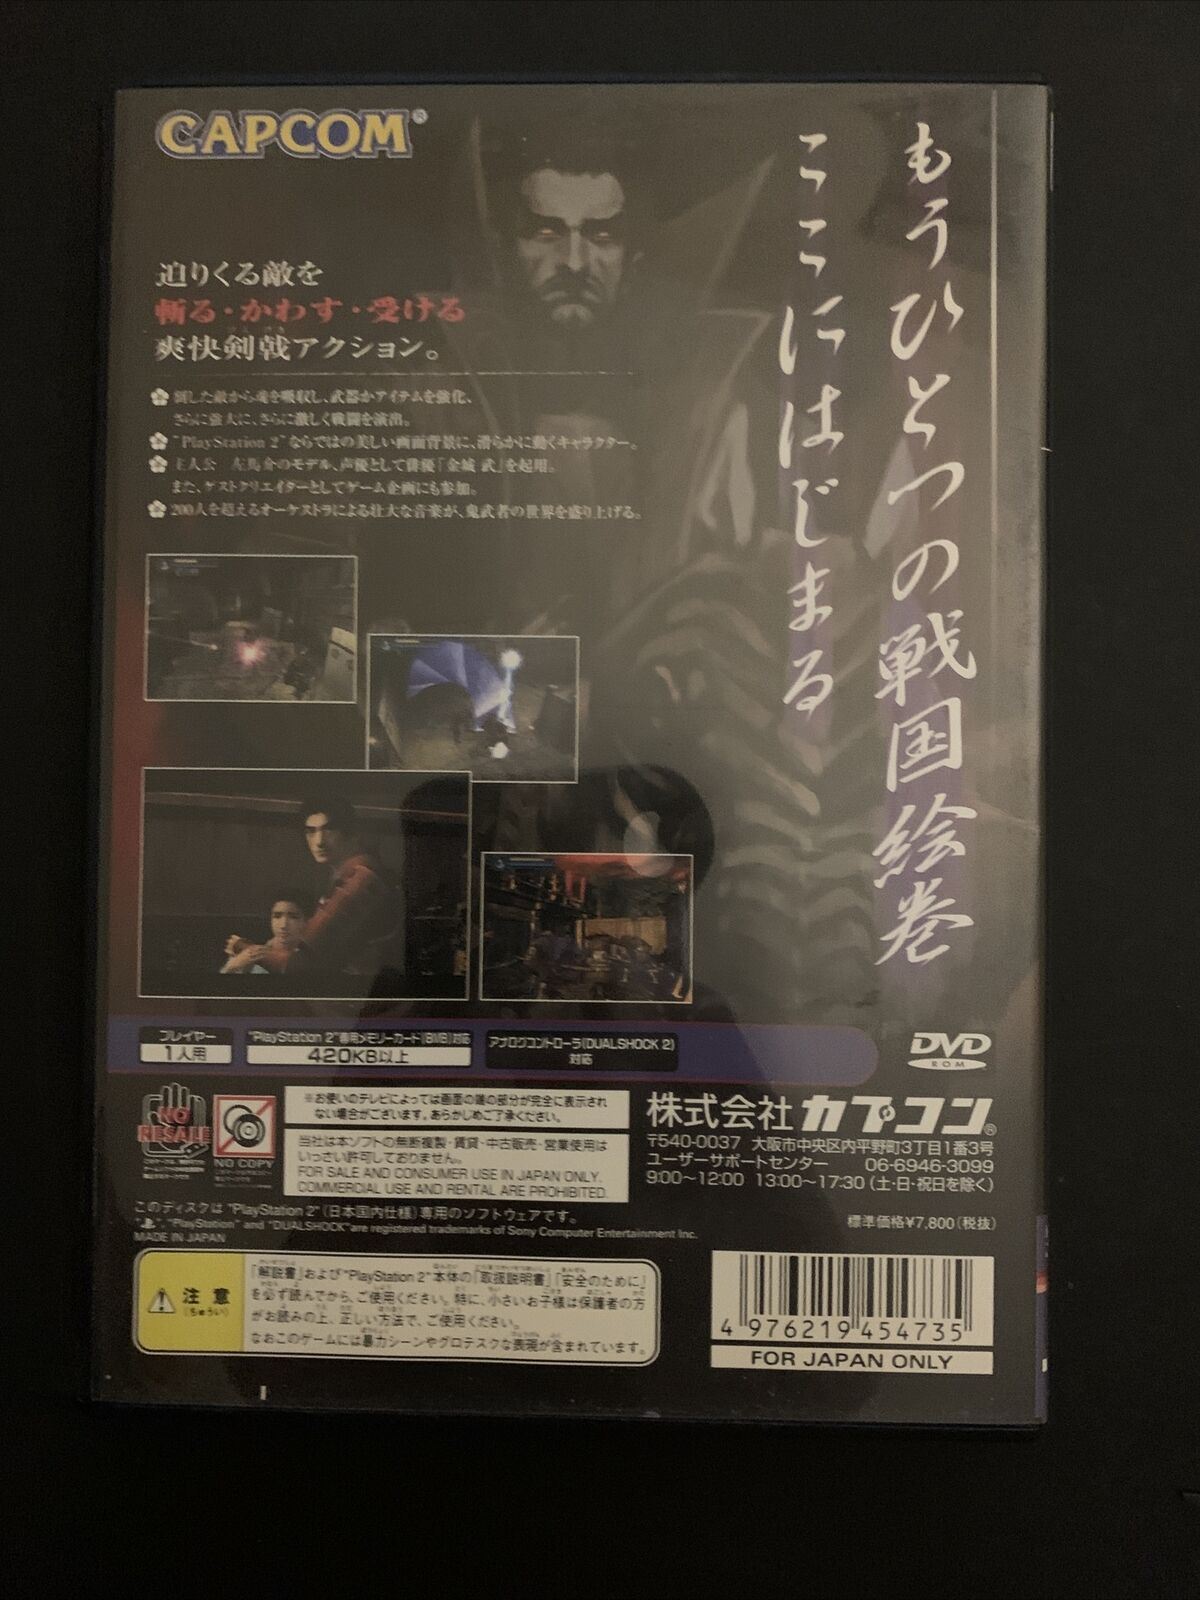 CAPCOM®
もうひとつの戦国絵巻
ここにはじまる
迫りくる敵を
斬る・かわす・受ける
爽快剣戟アクション。
倒した敵から魂を吸収し、武器やアイテムを強化、
さらに強大に、さらに激しく戦闘を演出。
"PlayStation 2"ならではの美しい画面背景に、滑らかに動くキャラクター。
主人公 左馬介のモデル、声優として俳優「金城 武」を起用。
また、ゲストクリエイターとしてゲーム企画にも参加。
200人を超えるオーケストラによる壮大な音楽が、鬼武者の世界を盛り上げる。
プレイヤー
1人用
"PlayStation 2"専用メモリーカード(8MB)対応
420KB以上
アナログコントローラ(DUALSHOCK 2)
対応
DVD
ROM
NO
RESALE
NO COPY
※お使いのテレビによっては画面の端の部分が完全に表示され
ない場合がございます。あらかじめご了承ください。
当社は本ソフトの無断複製・賃貸・中古販売・営業使用は
いっさい許可しておりません。
FOR SALE AND CONSUMER USE IN JAPAN ONLY.
COMMERCIAL USE AND RENTAL ARE PROHIBITED.
株式会社カプコン®
〒540-0037 大阪市中央区内平野町3丁目1番3号
ユーザーサポートセンター 06-6946-3099
9:00〜12:00 13:00〜17:30 (土・日・祝日を除く)
このディスクは "PlayStation 2" (日本国内仕様) 専用のソフトウェアです。
"PlayStation" and "DUALSHOCK" are registered trademarks of Sony Computer Entertainment Inc.
MADE IN JAPAN
標準価格¥7,800(税抜)
注意
(ちゅうい)
「解説書」および"PlayStation 2"本体の「取扱説明書」「安全のために」
を必ず読んでから、ご使用ください。特に、小さいお子様は保護者の方
がお読みの上、正しい方法で、ご使用ください。
なおこのゲームには暴力シーンやグロテスクな表現が含まれています。
4 976219 454735
FOR JAPAN ONLY